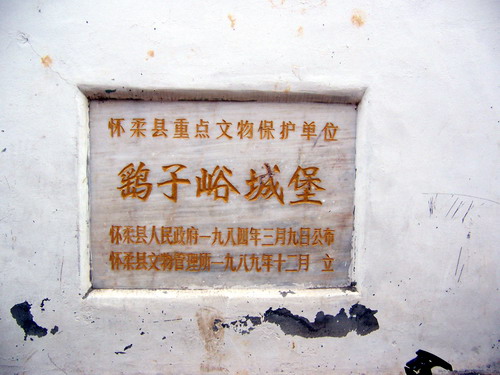 怀柔县重点文物保护单位
鹞子峪城堡
怀柔县人民政府一九八四年三月九日公布
怀柔县文物管理所一九八九年十二月 立